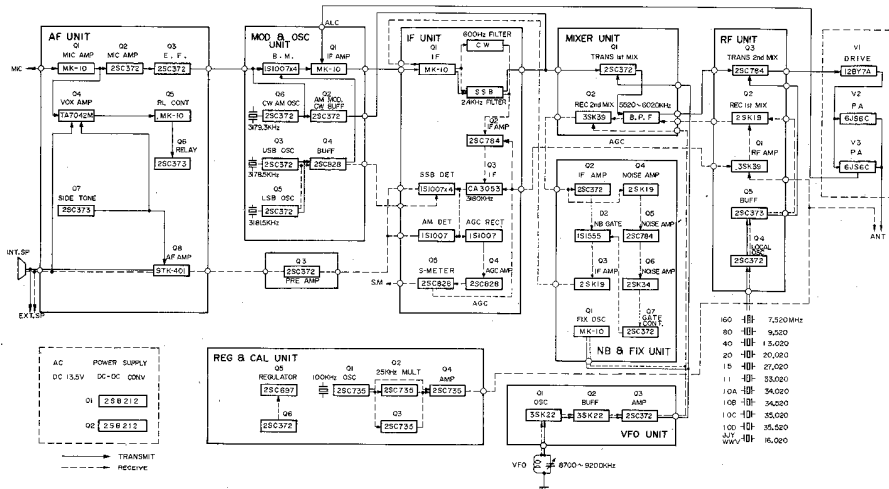 AF UNIT
MIC
Q1
MIC AMP
MK-10
Q2
MIC AMP
2SC372
Q3
E. F.
2SC372
Q4
VOX AMP
TA7042M
Q5
RL CONT
MK-10
Q6
RELAY
2SC373
Q7
SIDE TONE
2SC373
Q8
AF AMP
STK-401
INT.SP
EXT.SP
MOD & OSC
UNIT
ALC
B. M.
1S1007x4
Q1
IF AMP
MK-10
Q6
CW AM OSC
2SC372
3179.3KHz
Q2
AM MOD,
CW BUFF
2SC372
Q3
USB OSC
2SC372
3178.5KHz
Q4
BUFF
2SC828
Q5
LSB OSC
2SC372
3181.5KHz
Q3
2SC372
PRE AMP
IF UNIT
Q1
IF
MK-10
600Hz FILTER
CW
SSB
2.4KHz FILTER
Q2
IF AMP
2SC784
Q3
IF
CA3053
3180KHz
SSB DET
1S1007x4
AM DET
1S1007
AGC RECT
1S1007
Q5
S-METER
2SC828
Q4
AGC AMP
2SC828
S.M
AGC
MIXER UNIT
Q1
TRANS 1st MIX
2SC372
Q2
REC 2nd MIX
3SK39
5520~6020KHz
B.P.F
AGC
Q2
IF AMP
2SC372
Q4
NOISE AMP
2SK19
D2
NB GATE
1S1555
Q5
NOISE AMP
2SC784
Q3
IF AMP
2SK19
Q6
NOISE AMP
2SK34
Q1
FIX OSC
MK-10
Q7
GATE
CONT.
2SC372
NB & FIX UNIT
RF UNIT
Q3
TRANS 2nd MIX
2SC784
Q2
REC 1st MIX
2SK19
Q1
RF AMP
3SK39
Q5
BUFF
2SC373
Q4
LOCAL
OSC
2SC372
V1
DRIVE
12BY7A
V2
PA
6JS6C
V3
PA
6JS6C
ANT
160 7,520MHz
80 9,520
40 13,020
20 20,020
15 27,020
11 33,020
10A 34,020
10B 34,520
10C 35,020
10D 35,520
JJY
WWV 16,020
AC POWER SUPPLY
DC 13.5V DC-DC CONV
Q1 2SB212
Q2 2SB212
TRANSMIT
RECEIVE
REG & CAL UNIT
Q5
REGULATOR
2SC697
Q6
2SC372
Q1
100KHz OSC
2SC735
Q2
25KHz MULT
2SC735
Q3
2SC735
Q4
AMP
2SC735
Q1
OSC
3SK22
Q2
BUFF
3SK22
Q3
AMP
2SC372
VFO UNIT
VFO 8700~9200KHz